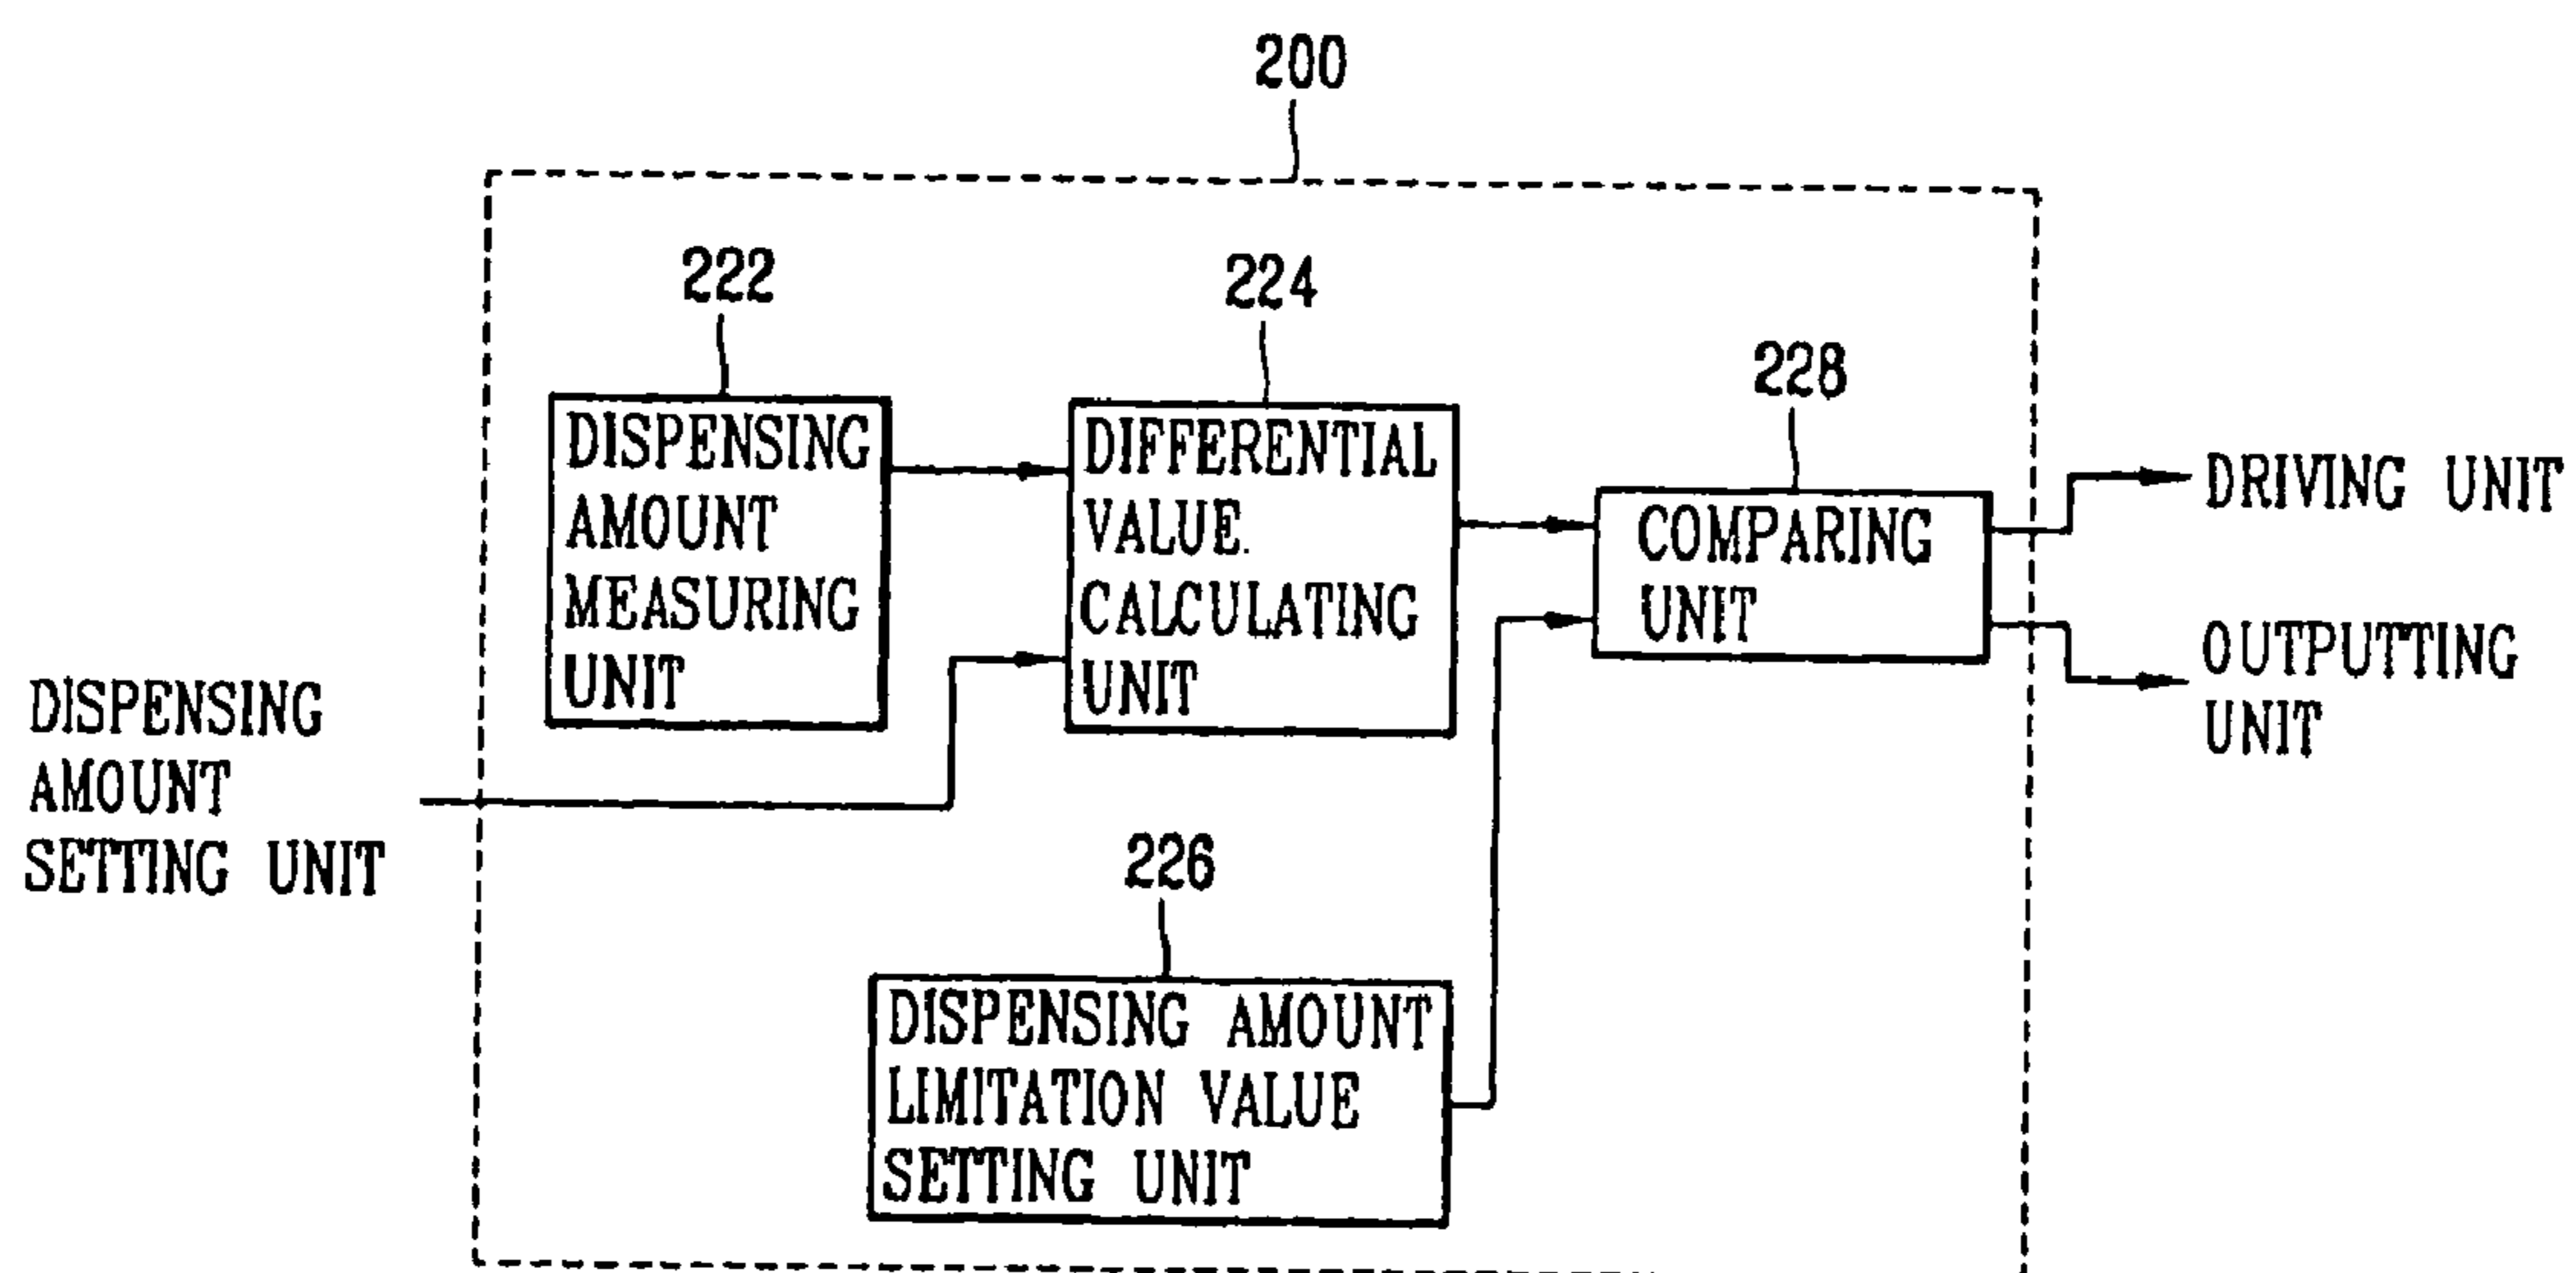 200
222
224
228
DISPENSING
AMOUNT
MEASURING
UNIT
DIFFERENTIAL
VALUE.
CALCULATING
UNIT
COMPARING
UNIT
DRIVING UNIT
OUTPUTTING
UNIT
DISPENSING
AMOUNT
SETTING UNIT
226
DISPENSING AMOUNT
LIMITATION VALUE
SETTING UNIT